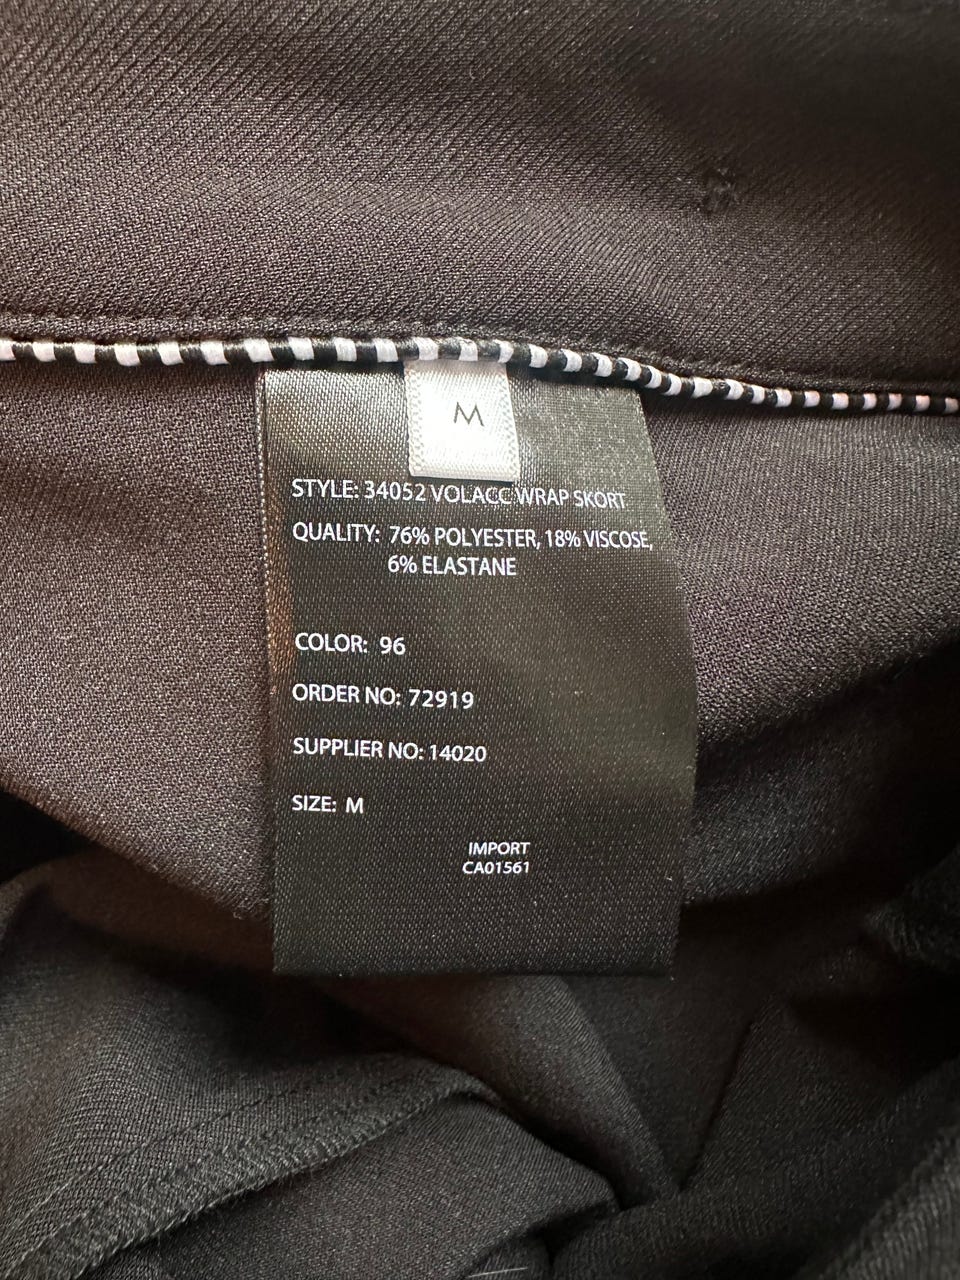 M
STYLE: 34052 VOLACC WRAP SKORT
QUALITY: 76% POLYESTER, 18% VISCOSE,
6% ELASTANE
COLOR: 96
ORDER NO: 72919
SUPPLIER NO: 14020
SIZE: M
IMPORT
CA01561